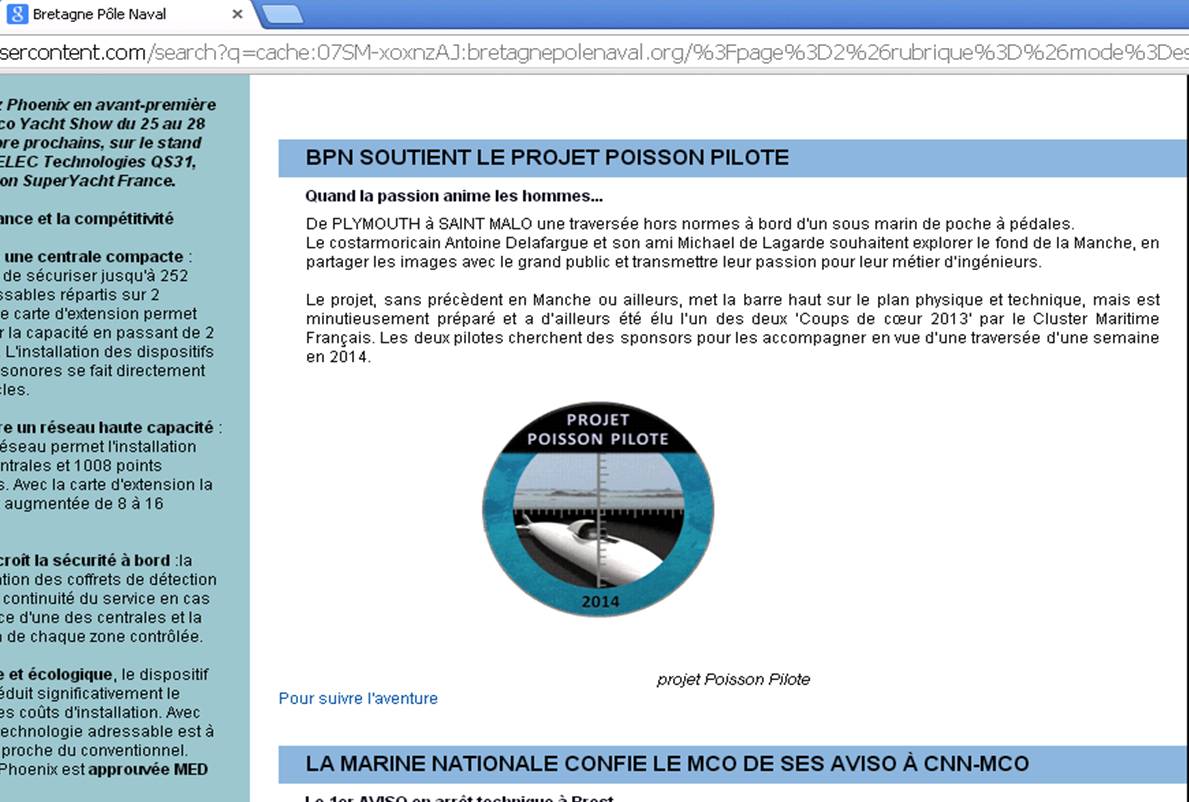 Bretagne Pôle Naval
sercontent.com/search?q=cache:07SM-xoxnzAJ:bretagnepolenaval.org/%3Fpage%3D2%26rubrique%3D%26mode%3Des
z Phoenix en avant-première
co Yacht Show du 25 au 28
bre prochains, sur le stand
ELEC Technologies QS31,
on SuperYacht France.
ance et la compétitivité
une centrale compacte :
de sécuriser jusqu'à 252
ssables répartis sur 2
e carte d'extension permet
r la capacité en passant de 2
. L'installation des dispositifs
sonores se fait directement
cles.
re un réseau haute capacité :
éseau permet l'installation
ntrales et 1008 points
s. Avec la carte d'extension la
augmentée de 8 à 16
croît la sécurité à bord :la
ation des coffrets de détection
continuité du service en cas
ce d'une des centrales et la
n de chaque zone contrôlée.
e et écologique, le dispositif
éduit significativement le
es coûts d'installation. Avec
echnologie adressable est à
proche du conventionnel.
Phoenix est approuvée MED
BPN SOUTIENT LE PROJET POISSON PILOTE
Quand la passion anime les hommes...
De PLYMOUTH à SAINT MALO une traversée hors normes à bord d'un sous marin de poche à pédales.
Le costarmoricain Antoine Delafargue et son ami Michael de Lagarde souhaitent explorer le fond de la Manche, en
partager les images avec le grand public et transmettre leur passion pour leur métier d'ingénieurs.
Le projet, sans précèdent en Manche ou ailleurs, met la barre haut sur le plan physique et technique, mais est
minutieusement préparé et a d'ailleurs été élu l'un des deux 'Coups de cœur 2013' par le Cluster Maritime
Français. Les deux pilotes cherchent des sponsors pour les accompagner en vue d'une traversée d'une semaine
en 2014.
PROJET
POISSON PILOTE
2014
projet Poisson Pilote
Pour suivre l'aventure
LA MARINE NATIONALE CONFIE LE MCO DE SES AVISO À CNN-MCO
Le 1er AVISO en arrêt technique à Brest